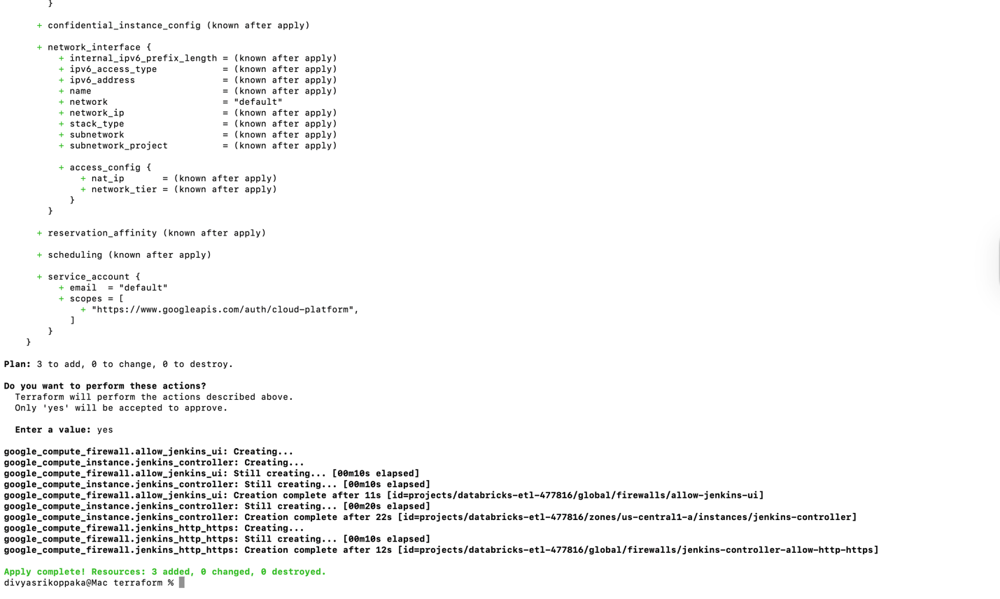 }
+ confidential_instance_config (known after apply)
+ network_interface {
+ internal_ipv6_prefix_length = (known after apply)
+ ipv6_access_type = (known after apply)
+ ipv6_address = (known after apply)
+ name = (known after apply)
+ network = "default"
+ network_ip = (known after apply)
+ stack_type = (known after apply)
+ subnetwork = (known after apply)
+ subnetwork_project = (known after apply)
+ access_config {
+ nat_ip = (known after apply)
+ network_tier = (known after apply)
}
}
+ reservation_affinity (known after apply)
+ scheduling (known after apply)
+ service_account {
+ email = "default"
+ scopes = [
+ "https://www.googleapis.com/auth/cloud-platform",
]
}
}
Plan: 3 to add, 0 to change, 0 to destroy.
Do you want to perform these actions?
Terraform will perform the actions described above.
Only 'yes' will be accepted to approve.
Enter a value: yes
google_compute_firewall.allow_jenkins_ui: Creating...
google_compute_instance.jenkins_controller: Creating...
google_compute_firewall.allow_jenkins_ui: Still creating... [00m10s elapsed]
google_compute_instance.jenkins_controller: Still creating... [00m10s elapsed]
google_compute_firewall.allow_jenkins_ui: Creation complete after 11s [id=projects/databricks-etl-477816/global/firewalls/allow-jenkins-ui]
google_compute_instance.jenkins_controller: Still creating... [00m20s elapsed]
google_compute_instance.jenkins_controller: Creation complete after 22s [id=projects/databricks-etl-477816/zones/us-central1-a/instances/jenkins-controller]
google_compute_firewall.jenkins_http_https: Creating...
google_compute_firewall.jenkins_http_https: Still creating... [00m10s elapsed]
google_compute_firewall.jenkins_http_https: Creation complete after 12s [id=projects/databricks-etl-477816/global/firewalls/jenkins-controller-allow-http-https]
Apply complete! Resources: 3 added, 0 changed, 0 destroyed.
divyasrikoppaka@Mac terraform %